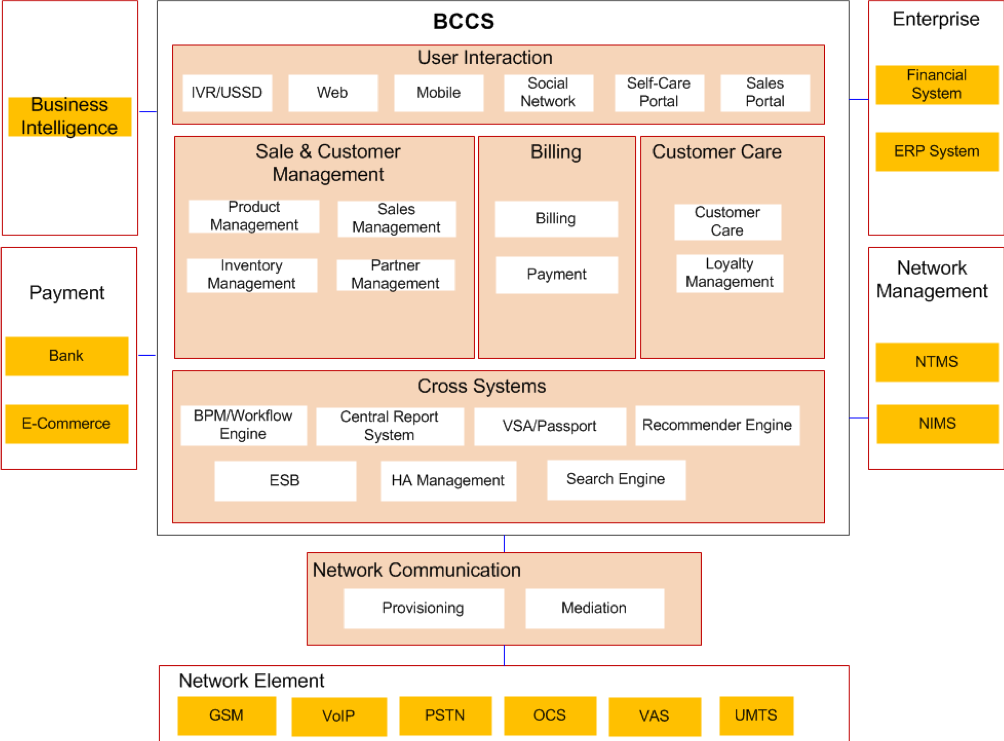 BCCS
User Interaction
IVR/USSD
Web
Mobile
Social
Network
Self-Care
Portal
Sales
Portal
Business
Intelligence
Enterprise
Financial
System
ERP System
Sale & Customer
Management
Product
Management
Sales
Management
Inventory
Management
Partner
Management
Billing
Billing
Payment
Customer Care
Customer
Care
Loyalty
Management
Payment
Bank
E-Commerce
Network
Management
NTMS
NIMS
Cross Systems
BPM/Workflow
Engine
Central Report
System
VSA/Passport
Recommender Engine
ESB
HA Management
Search Engine
Network Communication
Provisioning
Mediation
Network Element
GSM
VoIP
PSTN
OCS
VAS
UMTS